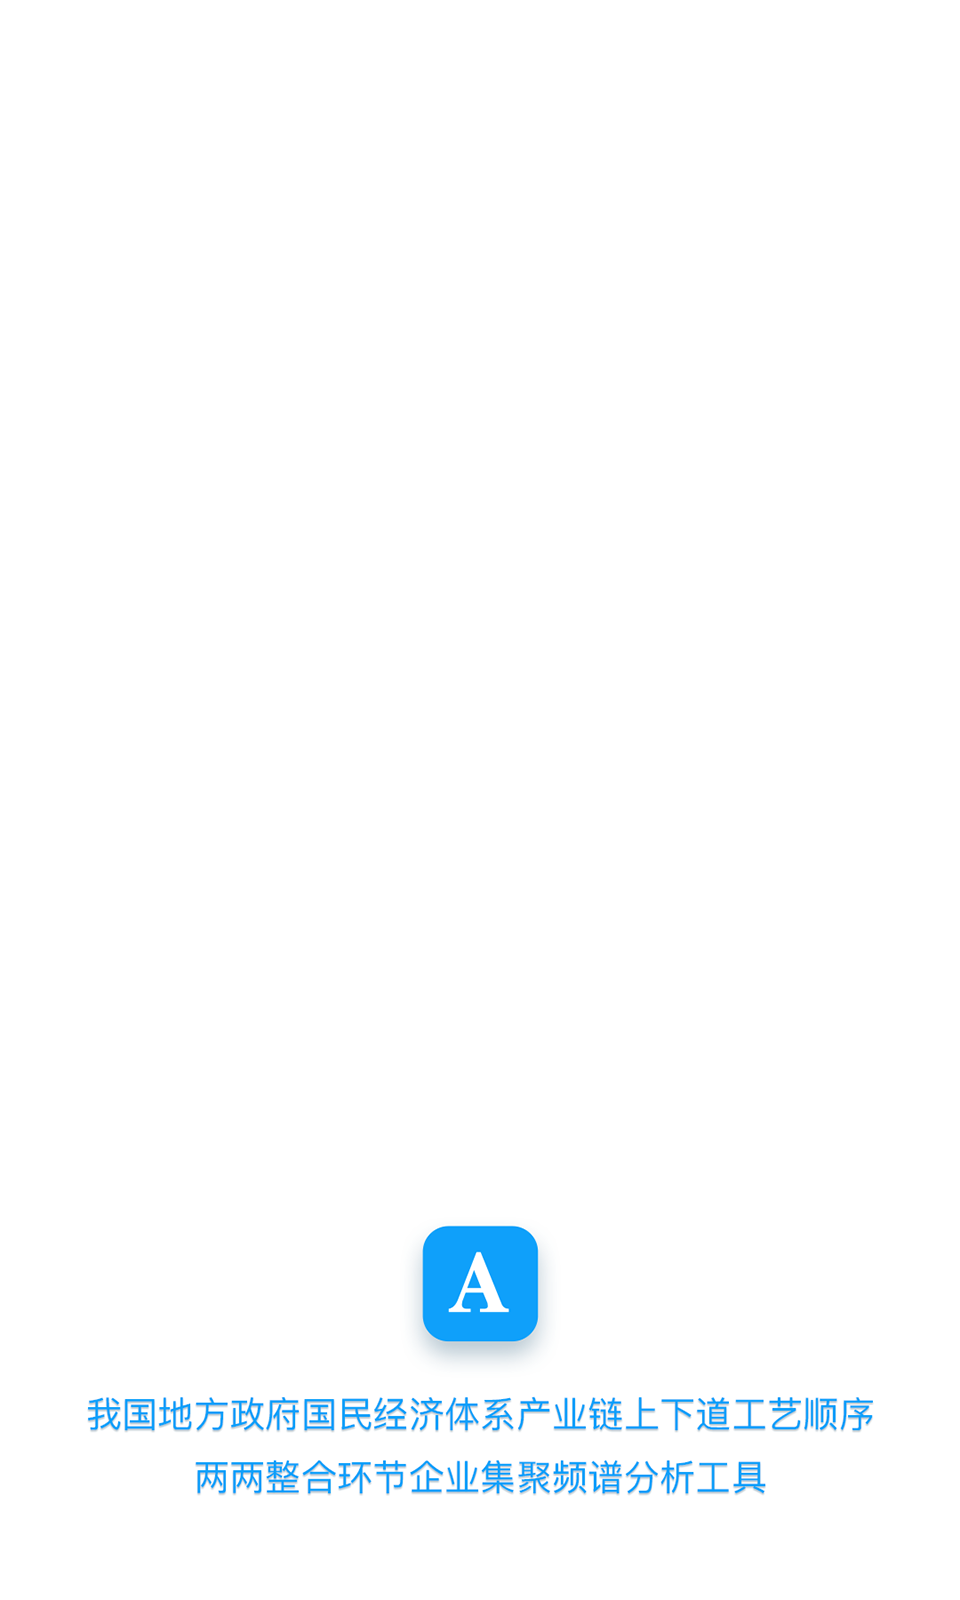 A
我国地方政府国民经济体系产业链上下道工艺顺序
两两整合环节企业集聚频谱分析工具